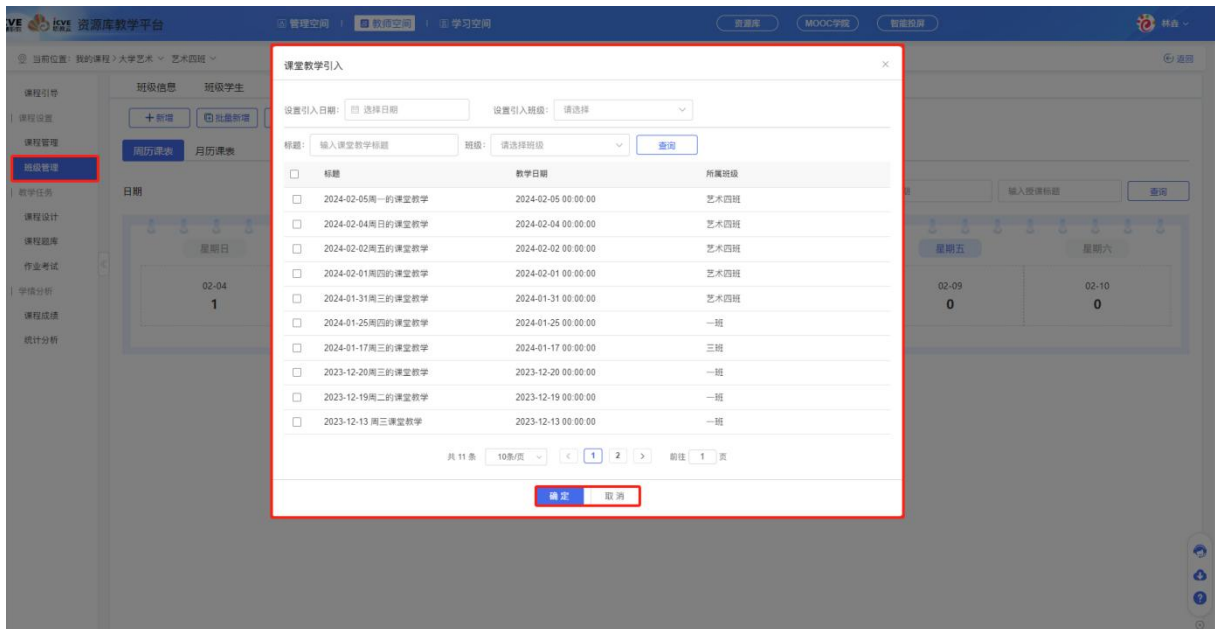 icve 资源库教学平台
管理空间 教师空间 学习空间
资源库 MOOC学院 智能投屏
林鑫
当前位置: 我的课程 > 大学艺术 艺术四班
返回
课程引导
课程设置
课程管理
班级管理
教学任务
课程设计
课程题库
作业考试
学情分析
课程成绩
统计分析
班级信息 班级学生
+ 新增 批量新增
周历课表 月历课表
日期
输入授课标题 查询
星期日
02-04
1
星期五
02-09
0
星期六
02-10
0
课堂教学引入 ×
设置引入日期: 选择日期 设置引入班级: 请选择
标题: 输入课堂教学标题 班级: 请选择班级 查询
标题 教学日期 所属班级
2024-02-05周一的课堂教学 2024-02-05 00:00:00 艺术四班
2024-02-04周日的课堂教学 2024-02-04 00:00:00 艺术四班
2024-02-02周五的课堂教学 2024-02-02 00:00:00 艺术四班
2024-02-01周四的课堂教学 2024-02-01 00:00:00 艺术四班
2024-01-31周三的课堂教学 2024-01-31 00:00:00 艺术四班
2024-01-25周四的课堂教学 2024-01-25 00:00:00 一班
2024-01-17周三的课堂教学 2024-01-17 00:00:00 三班
2023-12-20周三的课堂教学 2023-12-20 00:00:00 一班
2023-12-19周二的课堂教学 2023-12-19 00:00:00 一班
2023-12-13 周三课堂教学 2023-12-13 00:00:00 一班
共 11 条 10条/页 < 1 2 > 前往 1 页
确定 取消